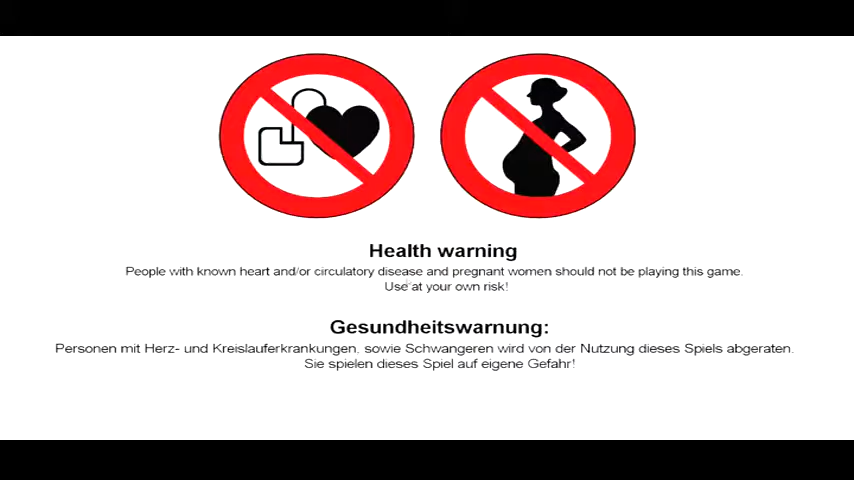 Health warning
People with known heart and/or circulatory disease and pregnant women should not be playing this game.
Use at your own risk!
Gesundheitswarnung:
Personen mit Herz- und Kreislauferkrankungen, sowie Schwangeren wird von der Nutzung dieses Spiels abgeraten.
Sie spielen dieses Spiel auf eigene Gefahr!